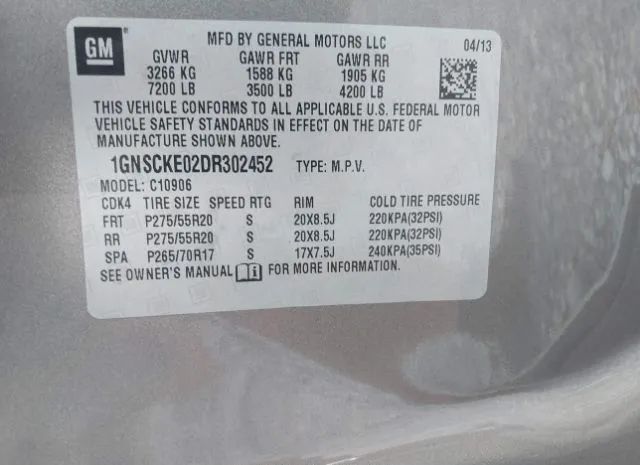 GM
MFD BY GENERAL MOTORS LLC 04/13
GVWR GAWR FRT GAWR RR
3266 KG 1588 KG 1905 KG
7200 LB 3500 LB 4200 LB
THIS VEHICLE CONFORMS TO ALL APPLICABLE U.S. FEDERAL MOTOR
VEHICLE SAFETY STANDARDS IN EFFECT ON THE DATE OF
MANUFACTURE SHOWN ABOVE.
1GNSCKE02DR302452 TYPE: M.P.V.
MODEL: C10906
CDK4 TIRE SIZE SPEED RTG RIM COLD TIRE PRESSURE
FRT P275/55R20 S 20X8.5J 220KPA(32PSI)
RR P275/55R20 S 20X8.5J 220KPA(32PSI)
SPA P265/70R17 S 17X7.5J 240KPA(35PSI)
SEE OWNER'S MANUAL FOR MORE INFORMATION.